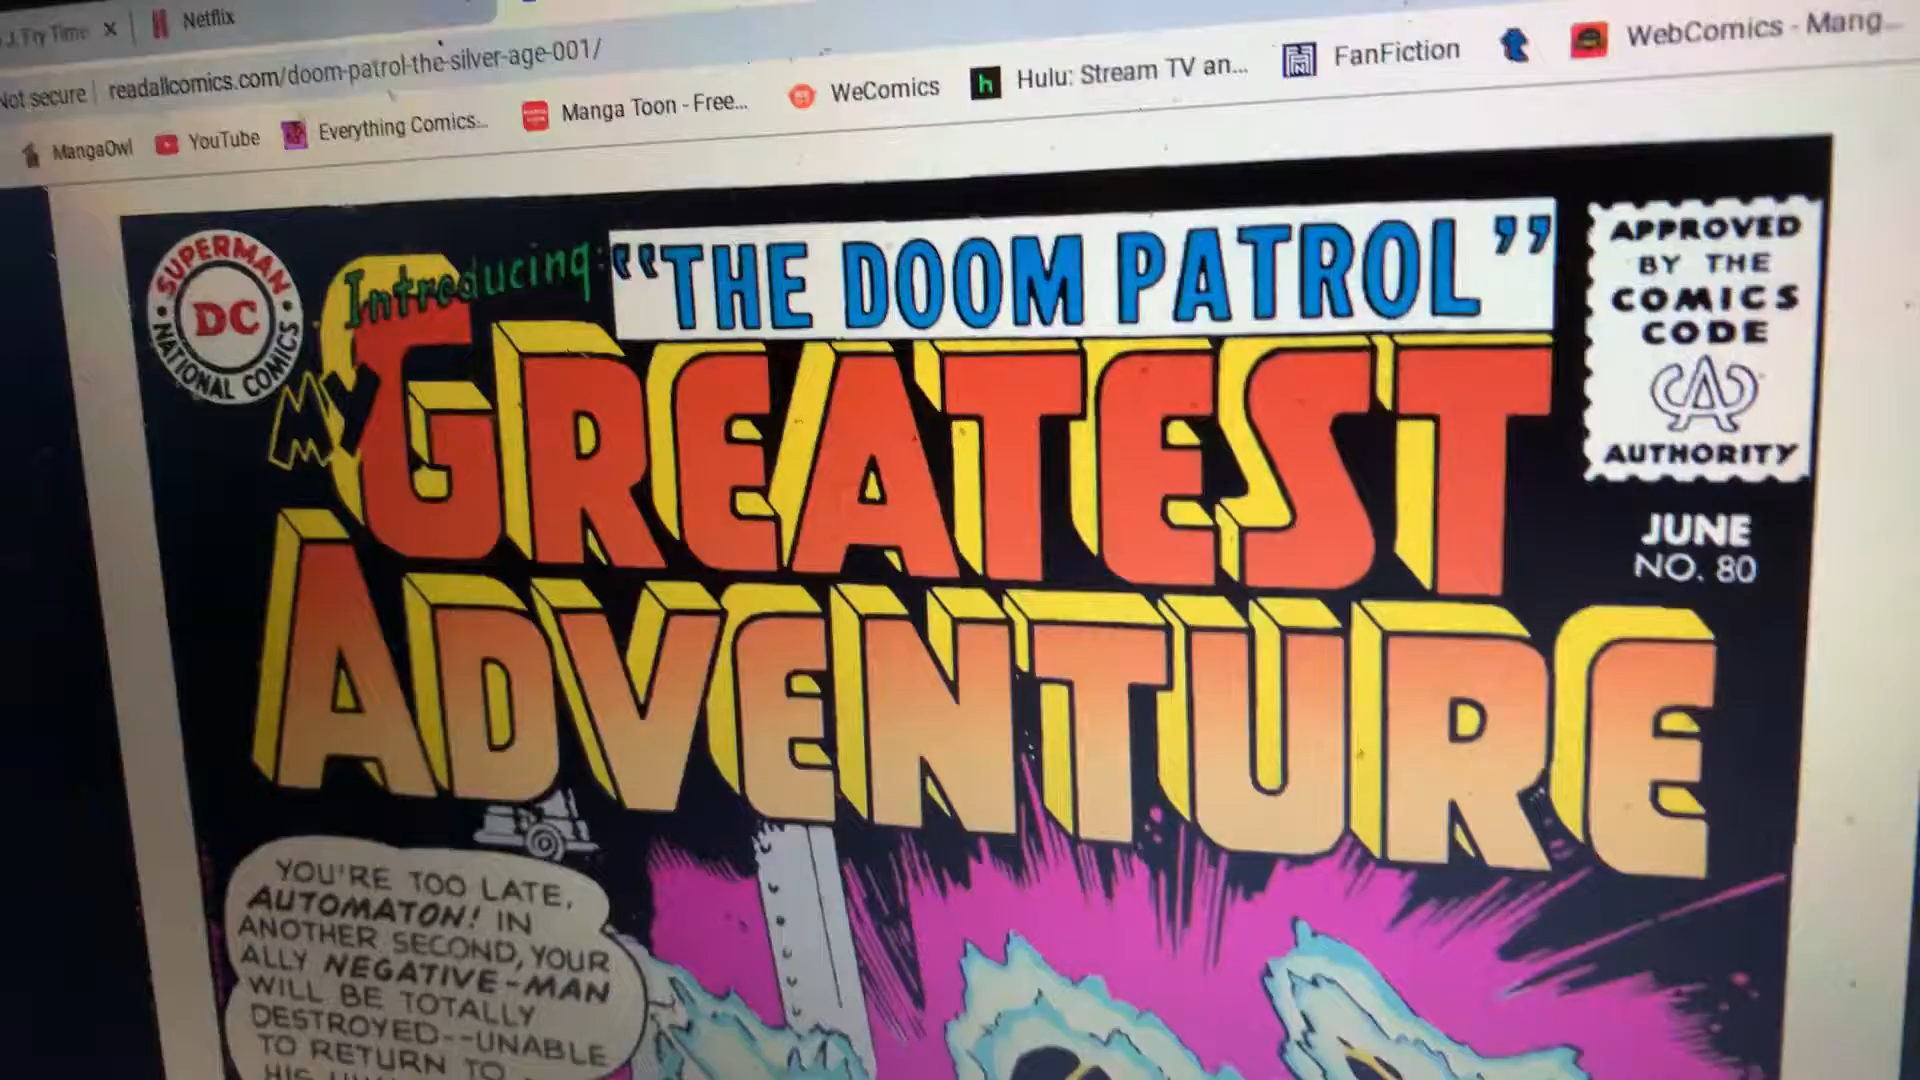 J. Fry Time
Netflix
Not secure | readallcomics.com/doom-patrol-the-silver-age-001/
MangaOwl
YouTube
Everything Comics...
Manga Toon - Free...
WeComics
Hulu: Stream TV an...
FanFiction
WebComics - Mang...
SUPERMAN
DC
NATIONAL COMICS
Introducing:
“THE DOOM PATROL”
MY
GREATEST
ADVENTURE
APPROVED
BY THE
COMICS
CODE
CA
AUTHORITY
JUNE
NO. 80
YOU'RE TOO LATE,
AUTOMATON! IN
ANOTHER SECOND, YOUR
ALLY NEGATIVE-MAN
WILL BE TOTALLY
DESTROYED--UNABLE
TO RETURN TO
HIS